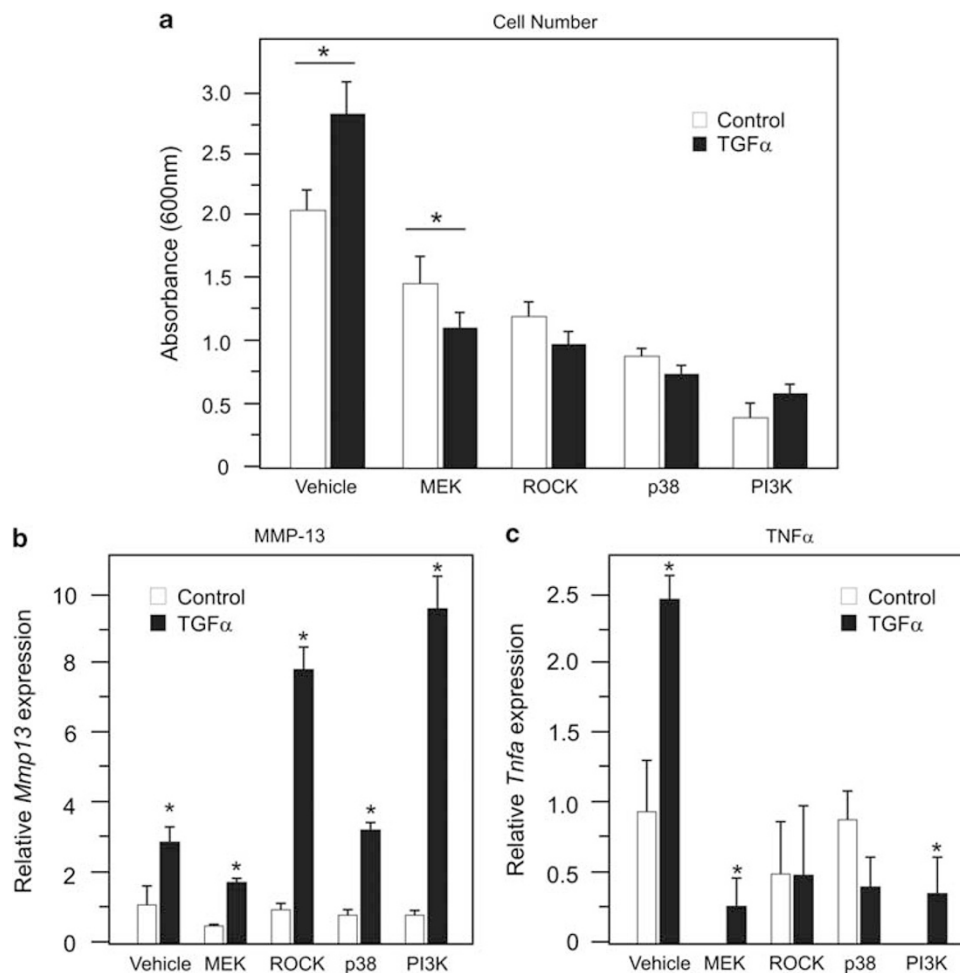 a
Cell Number
Absorbance (600nm)
3.0
2.5
2.0
1.5
1.0
0.5
0
*
*
Control
TGFα
Vehicle MEK ROCK p38 PI3K
b
MMP-13
Relative Mmp13 expression
10
8
6
4
2
0
Control
TGFα
*
*
*
*
*
Vehicle MEK ROCK p38 PI3K
c
TNFα
Relative Tnfa expression
2.5
2.0
1.5
1.0
0.5
0
*
*
*
Control
TGFα
Vehicle MEK ROCK p38 PI3K